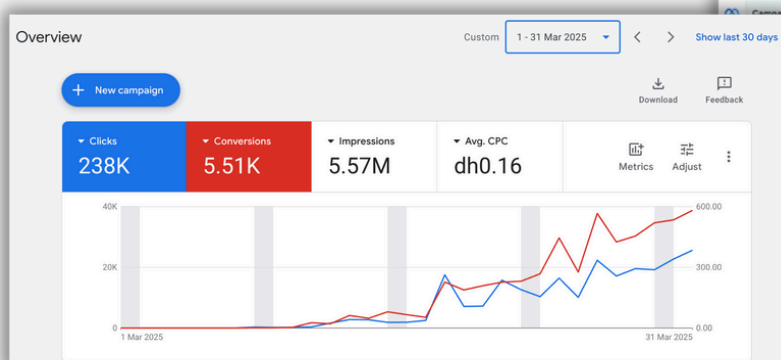 Overview
Custom 1 - 31 Mar 2025 Show last 30 days
New campaign
Download Feedback
Clicks Conversions Impressions Avg. CPC
238K 5.51K 5.57M dh0.16
Metrics Adjust
40K 600.00
20K 300.00
0 0.00
1 Mar 2025 31 Mar 2025